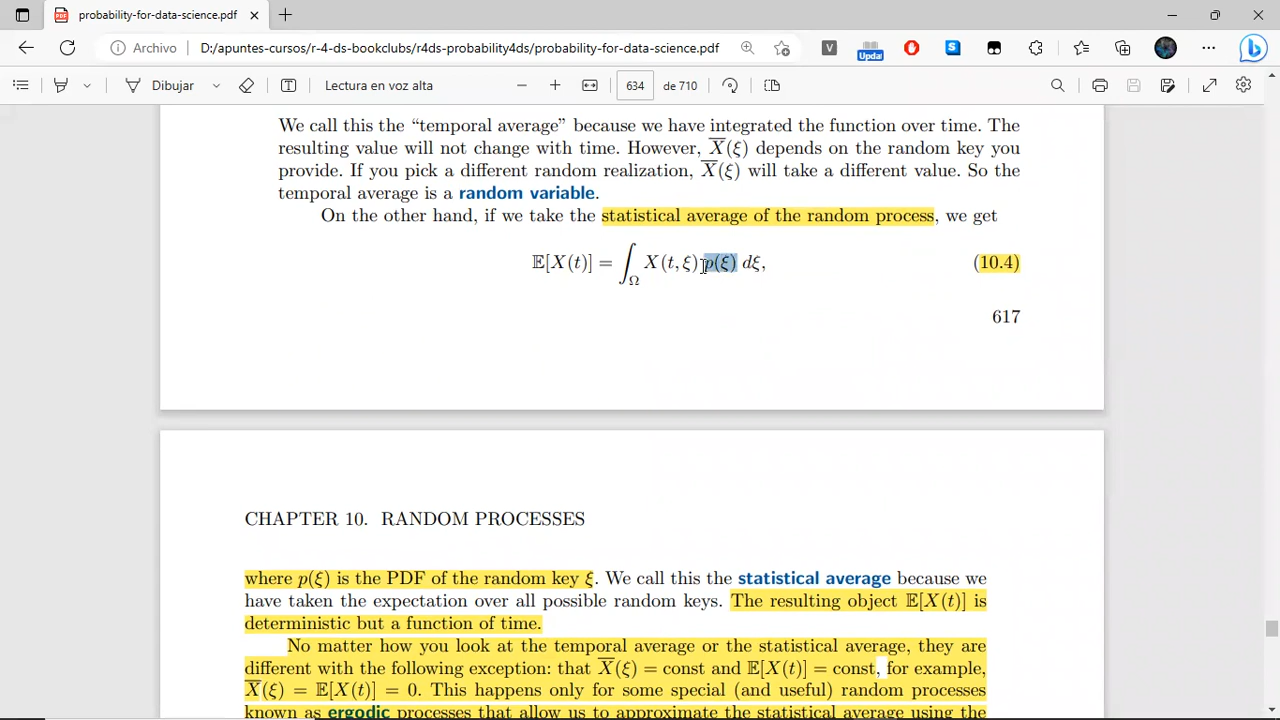 probability-for-data-science.pdf
Archivo D:/apuntes-cursos/r-4-ds-bookclubs/r4ds-probability4ds/probability-for-data-science.pdf
V
Updat
S
Dibujar
T
Lectura en voz alta
634 de 710
We call this the “temporal average” because we have integrated the function over time. The
resulting value will not change with time. However, X̅(ξ) depends on the random key you
provide. If you pick a different random realization, X̅(ξ) will take a different value. So the
temporal average is a random variable.
On the other hand, if we take the statistical average of the random process, we get
𝔼[X(t)] = ∫_Ω X(t, ξ) p(ξ) dξ, (10.4)
617
CHAPTER 10. RANDOM PROCESSES
where p(ξ) is the PDF of the random key ξ. We call this the statistical average because we
have taken the expectation over all possible random keys. The resulting object 𝔼[X(t)] is
deterministic but a function of time.
No matter how you look at the temporal average or the statistical average, they are
different with the following exception: that X̅(ξ) = const and 𝔼[X(t)] = const, for example,
X̅(ξ) = 𝔼[X(t)] = 0. This happens only for some special (and useful) random processes
known as ergodic processes that allow us to approximate the statistical average using the